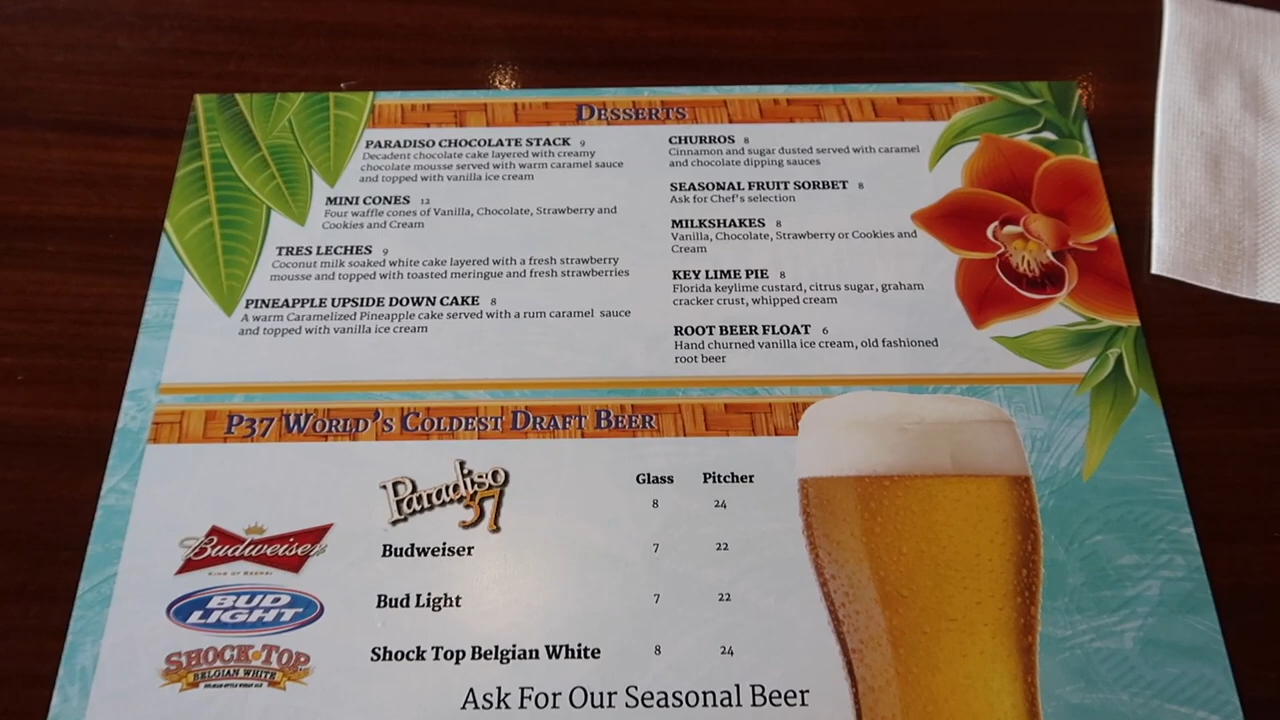 DESSERTS
PARADISO CHOCOLATE STACK 9
Decadent chocolate cake layered with creamy
chocolate mousse served with warm caramel sauce
and topped with vanilla ice cream
MINI CONES 12
Four waffle cones of Vanilla, Chocolate, Strawberry and
Cookies and Cream
TRES LECHES 9
Coconut milk soaked white cake layered with a fresh strawberry
mousse and topped with toasted meringue and fresh strawberries
PINEAPPLE UPSIDE DOWN CAKE 8
A warm Caramelized Pineapple cake served with a rum caramel sauce
and topped with vanilla ice cream
CHURROS 8
Cinnamon and sugar dusted served with caramel
and chocolate dipping sauces
SEASONAL FRUIT SORBET 8
Ask for Chef's selection
MILKSHAKES 8
Vanilla, Chocolate, Strawberry or Cookies and
Cream
KEY LIME PIE 8
Florida keylime custard, citrus sugar, graham
cracker crust, whipped cream
ROOT BEER FLOAT 6
Hand churned vanilla ice cream, old fashioned
root beer
P37 WORLD'S COLDEST DRAFT BEER
Glass Pitcher
Paradiso 37 8 24
Budweiser
KING OF BEERS
Budweiser 7 22
BUD
LIGHT
Bud Light 7 22
SHOCK TOP
BELGIAN WHITE
Shock Top Belgian White 8 24
Ask For Our Seasonal Beer